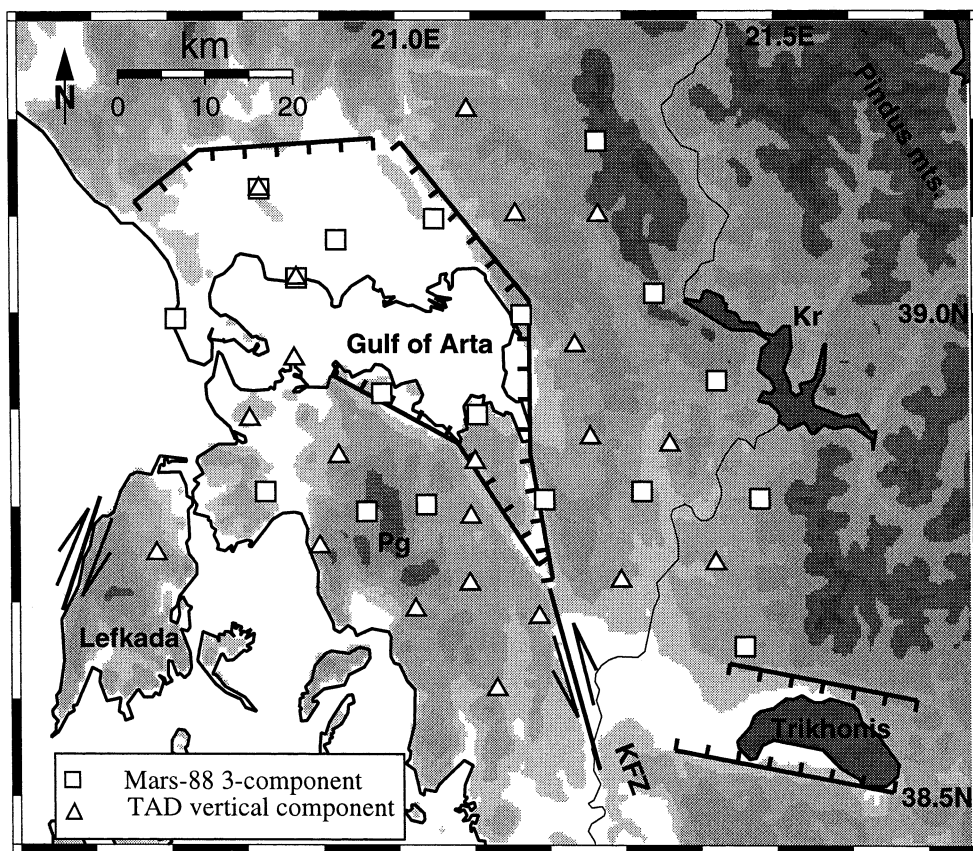 km
21.0E
21.5E
N
0 10 20
Pindus mts.
39.0N
Kr
Gulf of Arta
Pg
Lefkada
Trikhonis
KFZ
38.5N
Mars-88 3-component
TAD vertical component